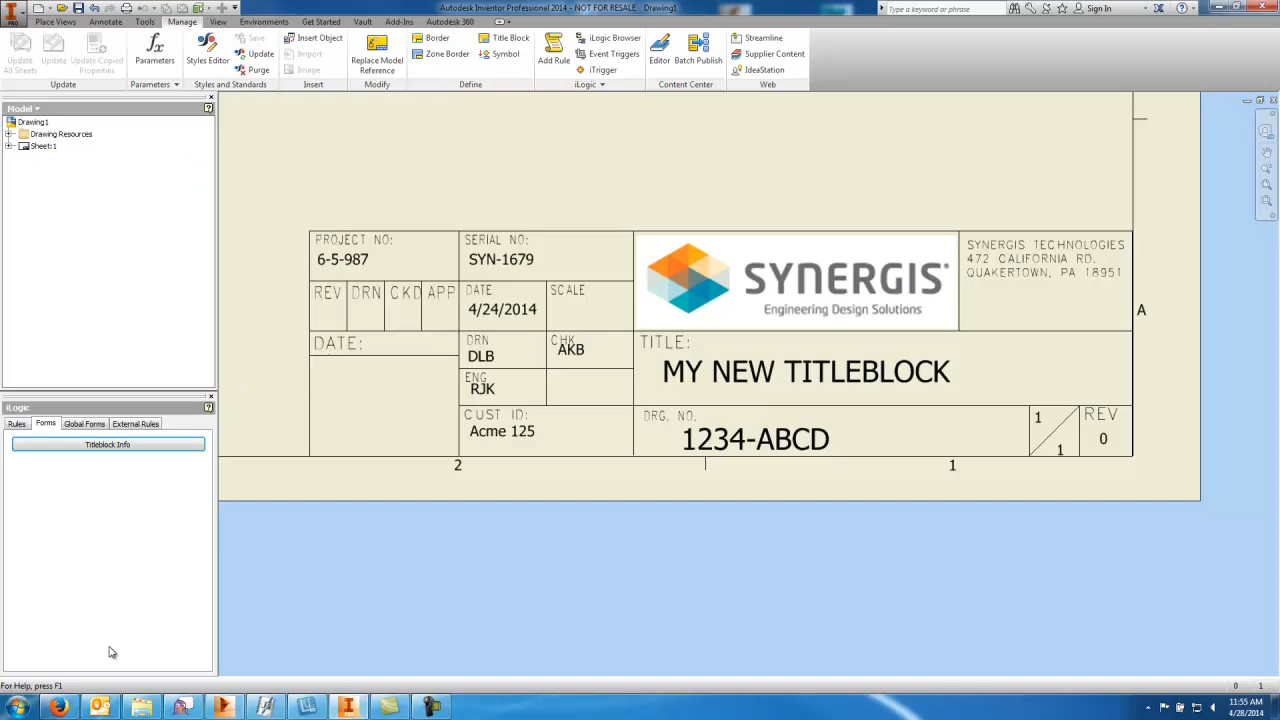 Autodesk Inventor Professional 2014 - NOT FOR RESALE Drawing1
Type a keyword or phrase
Sign In
PRO
Place Views Annotate Tools Manage View Environments Get Started Vault Add-Ins Autodesk 360
Update All Sheets
Update
Update Copied Properties
Parameters
Styles Editor
Save
Update
Purge
Insert Object
Import
Image
Replace Model Reference
Border
Zone Border
Title Block
Symbol
Add Rule
iLogic Browser
Event Triggers
iTrigger
Editor
Batch Publish
Streamline
Supplier Content
IdeaStation
Update Parameters Styles and Standards Insert Modify Define iLogic Content Center Web
Model
Drawing1
Drawing Resources
Sheet:1
iLogic
Rules Forms Global Forms External Rules
Titleblock Info
PROJECT NO:
6-5-987
SERIAL NO:
SYN-1679
SYNERGIS
Engineering Design Solutions
SYNERGIS TECHNOLOGIES
472 CALIFORNIA RD,
QUAKERTOWN, PA 18951
REV DRN CKD APP
DATE
4/24/2014
SCALE
A
DATE:
DRN
DLB
CHK
AKB
ENG
RJK
TITLE:
MY NEW TITLEBLOCK
CUST ID:
Acme 125
DRG. NO.
1234-ABCD
1
1
REV
0
2
1
For Help, press F1
0 1
11:55 AM
4/28/2014